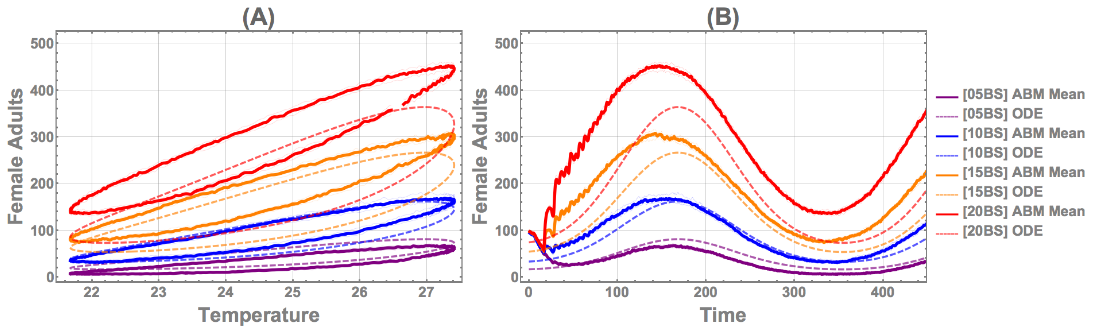 (A)
Female Adults
500
400
300
200
100
0
22
23
24
25
26
27
Temperature
(B)
Female Adults
500
400
300
200
100
0
0
100
200
300
400
Time
[05BS] ABM Mean
[05BS] ODE
[10BS] ABM Mean
[10BS] ODE
[15BS] ABM Mean
[15BS] ODE
[20BS] ABM Mean
[20BS] ODE